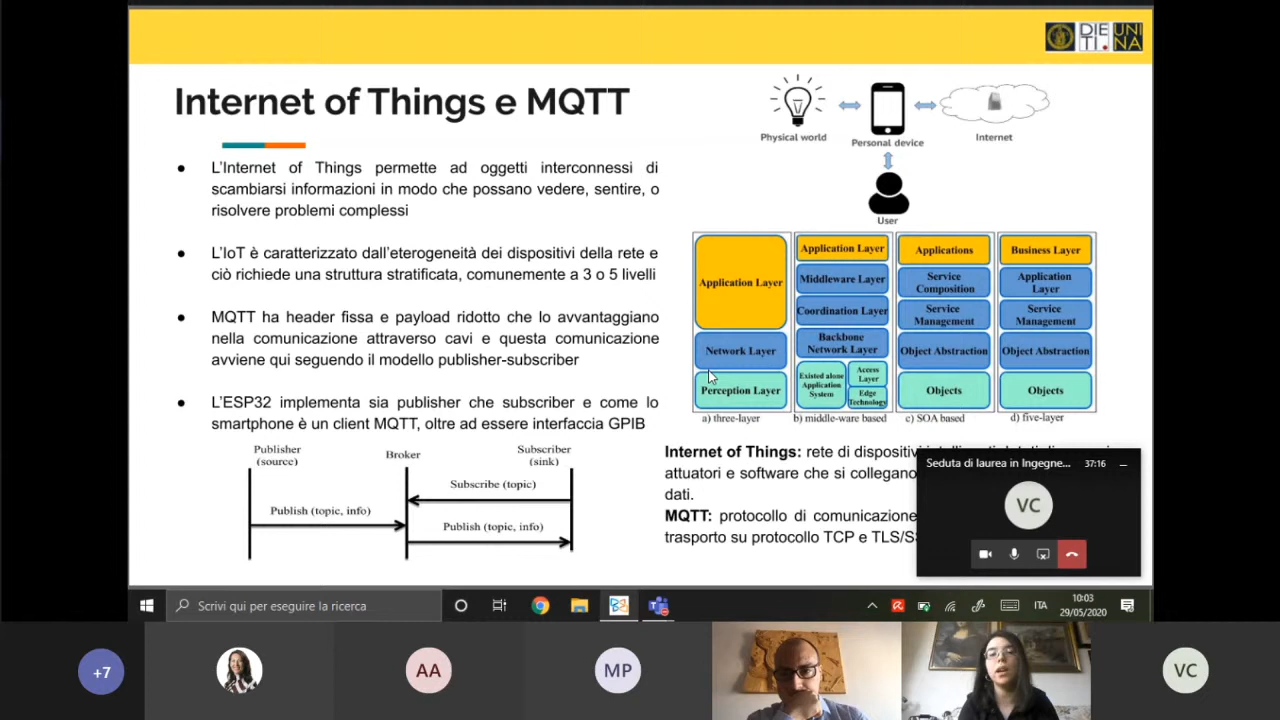 DIE
TI.
UNI
NA
Internet of Things e MQTT
Physical world
Personal device
Internet
User
L'Internet of Things permette ad oggetti interconnessi di
scambiarsi informazioni in modo che possano vedere, sentire, o
risolvere problemi complessi
L'IoT è caratterizzato dall'eterogeneità dei dispositivi della rete e
ciò richiede una struttura stratificata, comunemente a 3 o 5 livelli
MQTT ha header fissa e payload ridotto che lo avvantaggiano
nella comunicazione attraverso cavi e questa comunicazione
avviene qui seguendo il modello publisher-subscriber
L'ESP32 implementa sia publisher che subscriber e come lo
smartphone è un client MQTT, oltre ad essere interfaccia GPIB
Application Layer
Network Layer
Perception Layer
a) three-layer
Application Layer
Middleware Layer
Coordination Layer
Backbone
Network Layer
Existed alone
Application
System
Access
Layer
Edge
Technology
b) middle-ware based
Applications
Service
Composition
Service
Management
Object Abstraction
Objects
c) SOA based
Business Layer
Application
Layer
Service
Management
Object Abstraction
Objects
d) five-layer
Publisher
(source)
Broker
Subscriber
(sink)
Subscribe (topic)
Publish (topic, info)
Publish (topic, info)
Internet of Things: rete di dispositivi
attuatori e software che si collegano
dati.
MQTT: protocollo di comunicazione
trasporto su protocollo TCP e
Seduta di laurea in Ingegne...
37:16
VC
Scrivi qui per eseguire la ricerca
ITA
10:03
29/05/2020
+7
AA
MP
VC